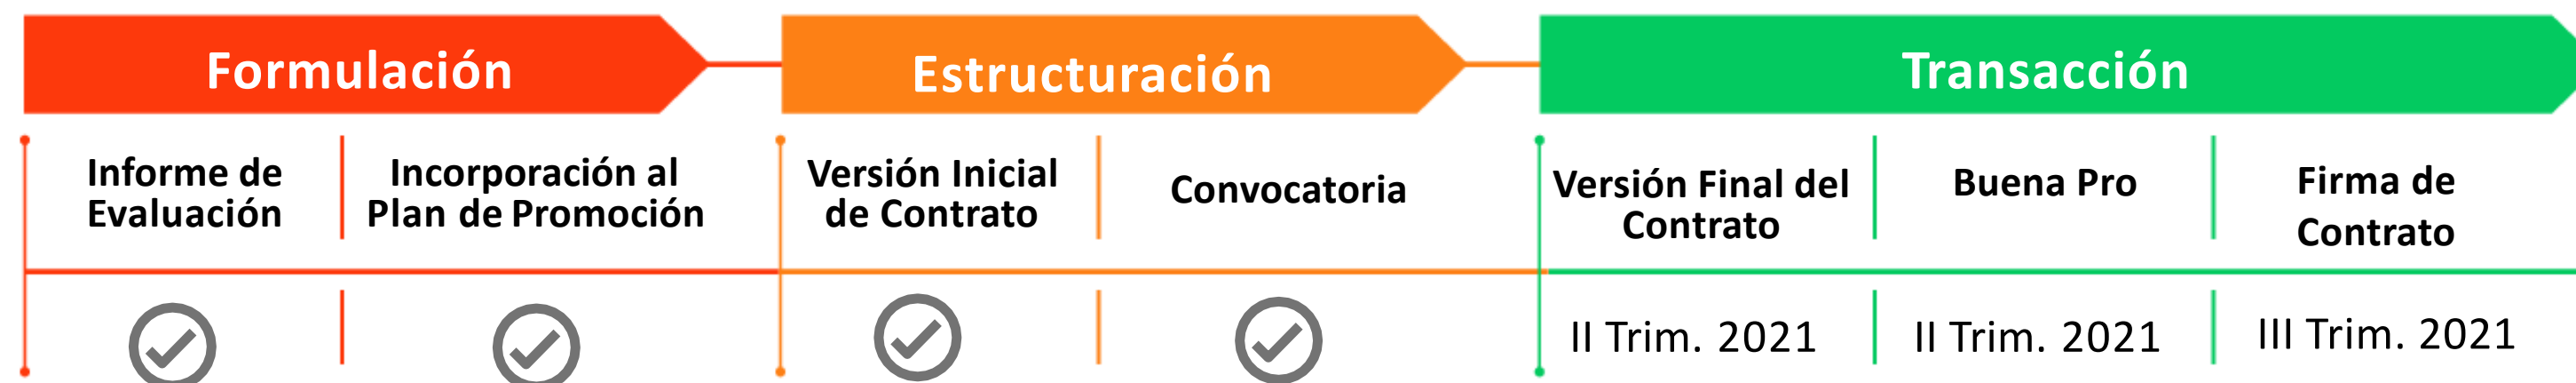 Formulación
Estructuración
Transacción
Informe de
Evaluación
Incorporación al
Plan de Promoción
Versión Inicial
de Contrato
Convocatoria
Versión Final del
Contrato
Buena Pro
Firma de
Contrato
II Trim. 2021
II Trim. 2021
III Trim. 2021